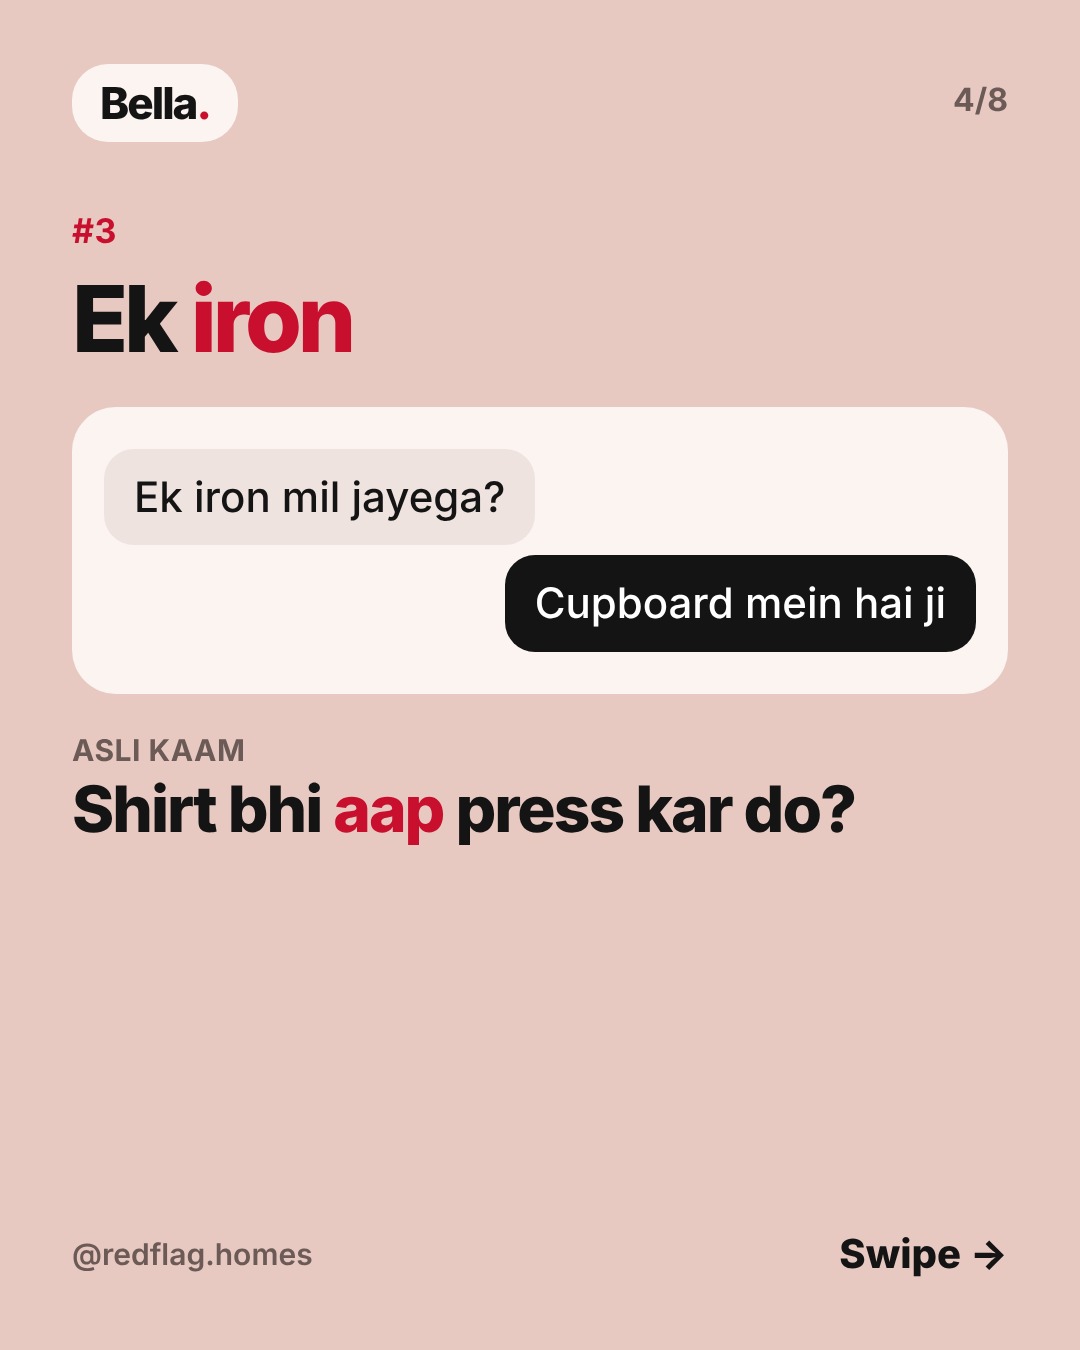 Bella.
4/8
#3
Ek iron
Ek iron mil jayega?
Cupboard mein hai ji
ASLI KAAM
Shirt bhi aap press kar do?
@redflag.homes
Swipe →